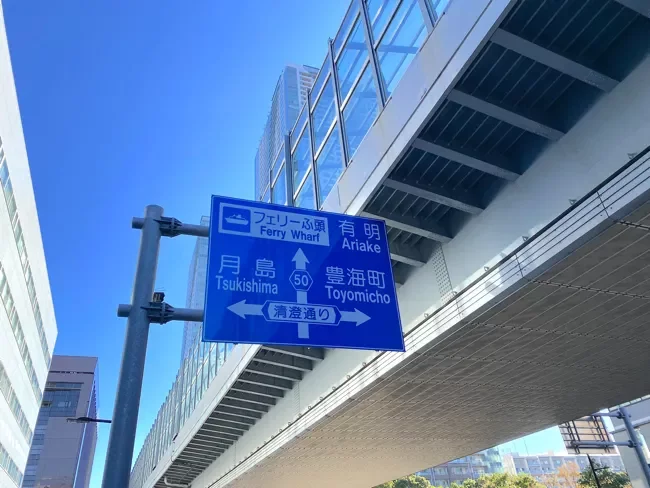 フェリーふ頭
Ferry Wharf
有明
Ariake
月島
Tsukishima
50
豊海町
Toyomicho
清澄通り